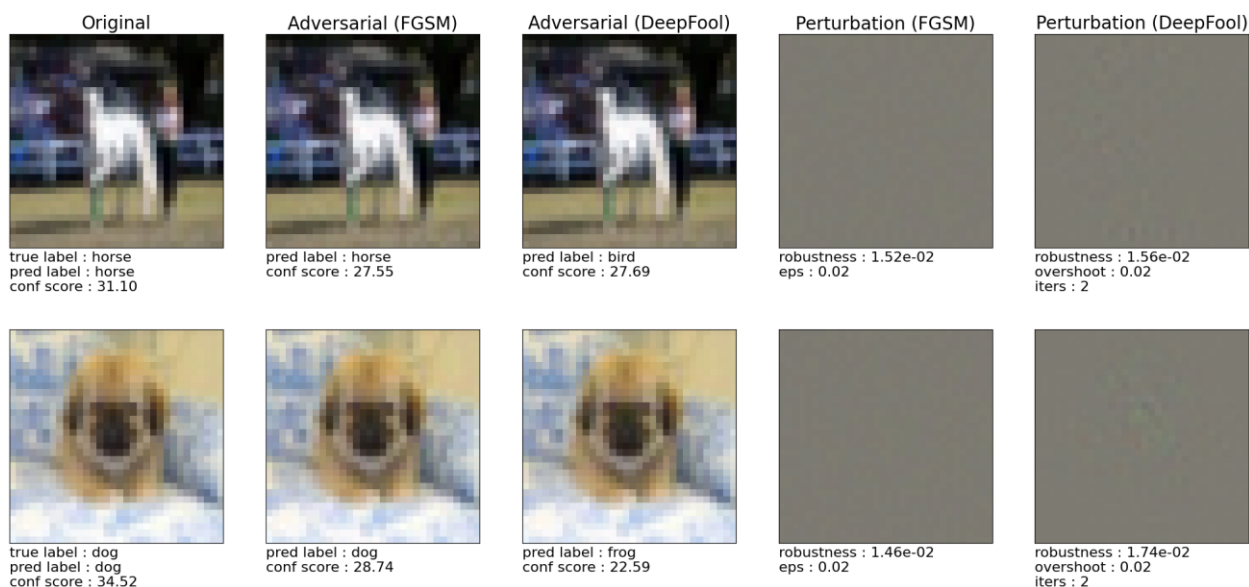 Original
Adversarial (FGSM)
Adversarial (DeepFool)
Perturbation (FGSM)
Perturbation (DeepFool)
true label : horse
pred label : horse
conf score : 31.10
pred label : horse
conf score : 27.55
pred label : bird
conf score : 27.69
robustness : 1.52e-02
eps : 0.02
robustness : 1.56e-02
overshoot : 0.02
iters : 2
true label : dog
pred label : dog
conf score : 34.52
pred label : dog
conf score : 28.74
pred label : frog
conf score : 22.59
robustness : 1.46e-02
eps : 0.02
robustness : 1.74e-02
overshoot : 0.02
iters : 2